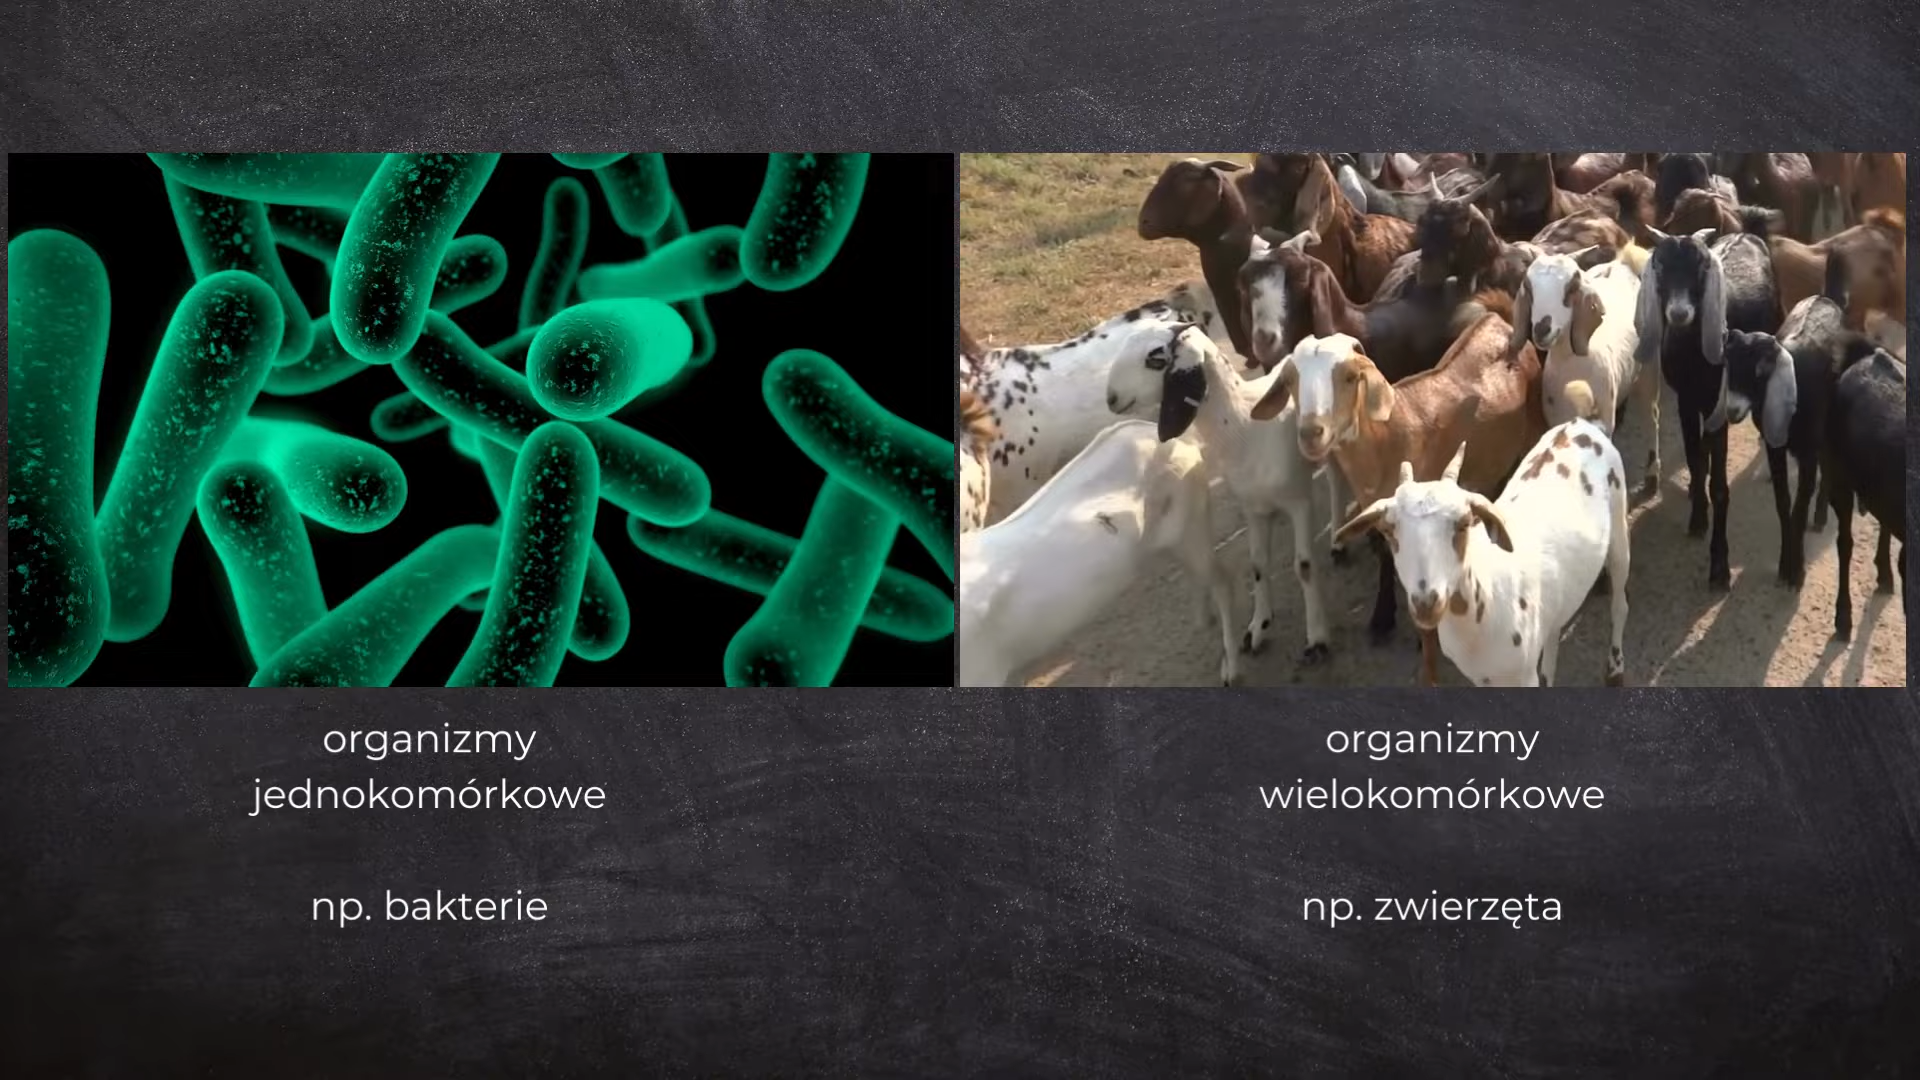 organizmy
jednokomórkowe
np. bakterie
organizmy
wielokomórkowe
np. zwierzęta